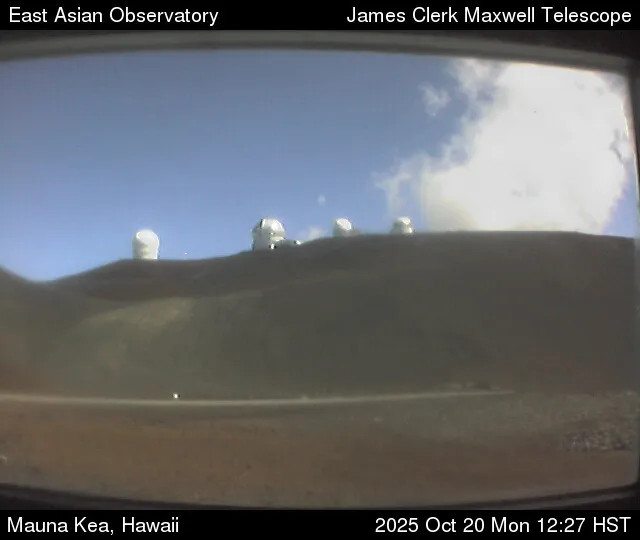 East Asian Observatory
James Clerk Maxwell Telescope
Mauna Kea, Hawaii
2025 Oct 20 Mon 12:27 HST